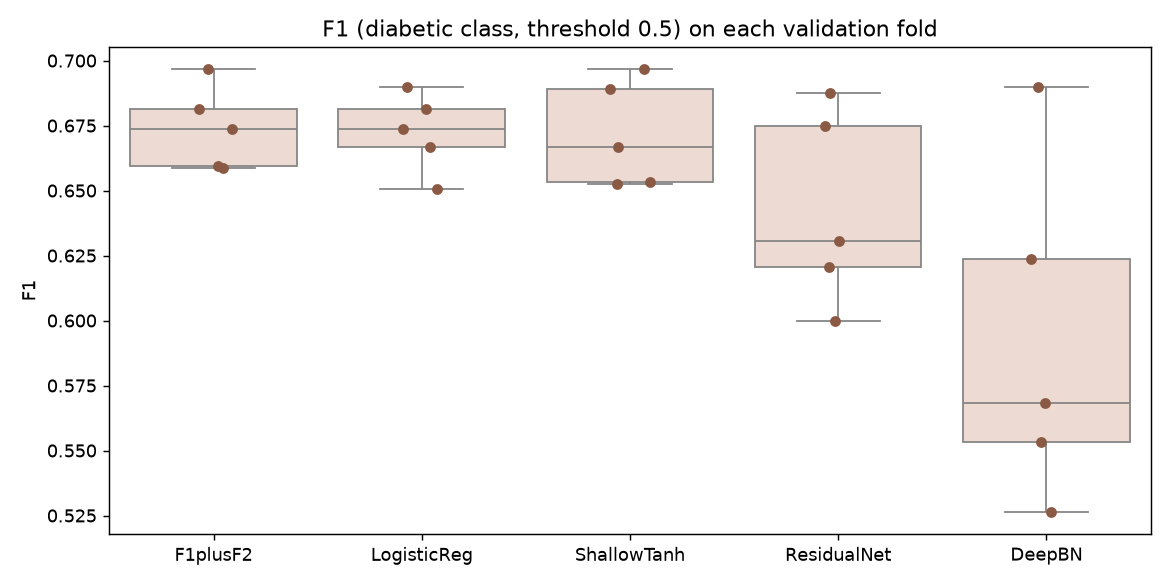 F1 (diabetic class, threshold 0.5) on each validation fold
F1
0.700
0.675
0.650
0.625
0.600
0.575
0.550
0.525
F1plusF2
LogisticReg
ShallowTanh
ResidualNet
DeepBN